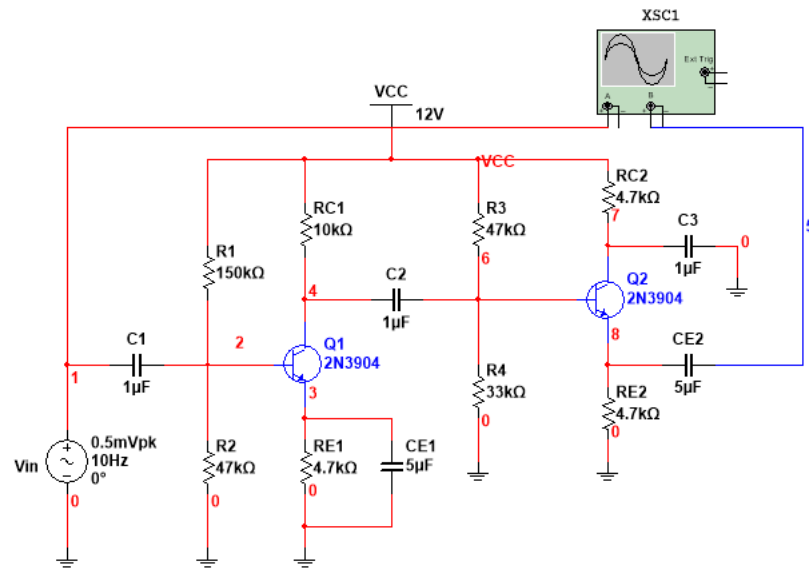 XSC1
Ext Trig
+
−
A
B
+ − + −
VCC
12V
VCC
RC2
4.7kΩ
7
RC1
10kΩ
R3
47kΩ
6
C3
1µF
0
5
R1
150kΩ
4
C2
1µF
Q2
2N3904
8
C1
1µF
2
Q1
2N3904
3
CE2
5µF
1
R4
33kΩ
0
RE2
4.7kΩ
0
Vin
0.5mVpk
10Hz
0°
0
R2
47kΩ
0
RE1
4.7kΩ
0
CE1
5µF